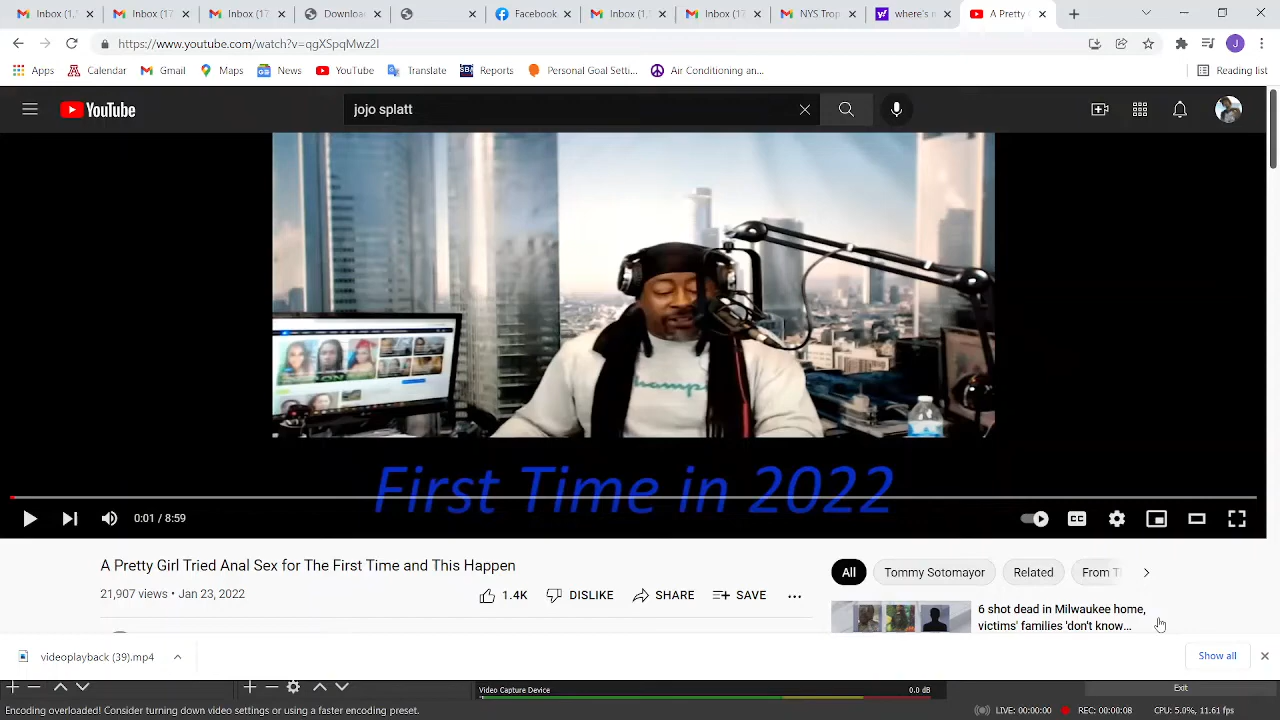 Inbox (1,
Inbox (17
Inbox (17
Downloa
Facebook
Inbox (1,
Inbox (17
NYS Trop
where's n
A Pretty
https://www.youtube.com/watch?v=qgXSpqMwz2I
Apps
Calendar
Gmail
Maps
News
YouTube
Translate
SBA Reports
Personal Goal Setti...
Air Conditioning an...
Reading list
YouTube
jojo splatt
J
champ
First Time in 2022
0:01 / 8:59
CC
A Pretty Girl Tried Anal Sex for The First Time and This Happen
21,907 views • Jan 23, 2022
1.4K
DISLIKE
SHARE
SAVE
All
Tommy Sotomayor
Related
From T
6 shot dead in Milwaukee home,
victims' families 'don't know...
videoplayback (39).mp4
Show all
Video Capture Device
0.0 dB
Exit
Encoding overloaded! Consider turning down video settings or using a faster encoding preset.
LIVE: 00:00:00
REC: 00:00:08
CPU: 5.0%, 11.61 fps